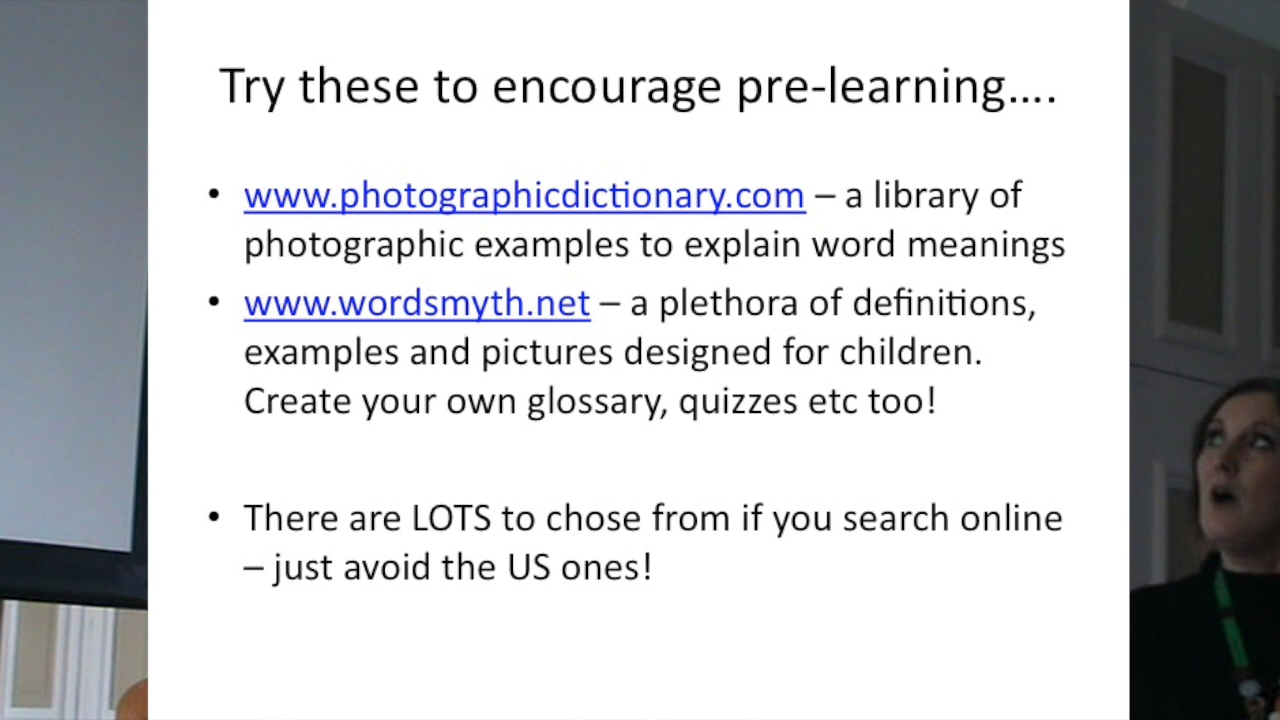 Try these to encourage pre-learning....
• www.photographicdictionary.com – a library of
photographic examples to explain word meanings
• www.wordsmyth.net – a plethora of definitions,
examples and pictures designed for children.
Create your own glossary, quizzes etc too!
• There are LOTS to chose from if you search online
– just avoid the US ones!